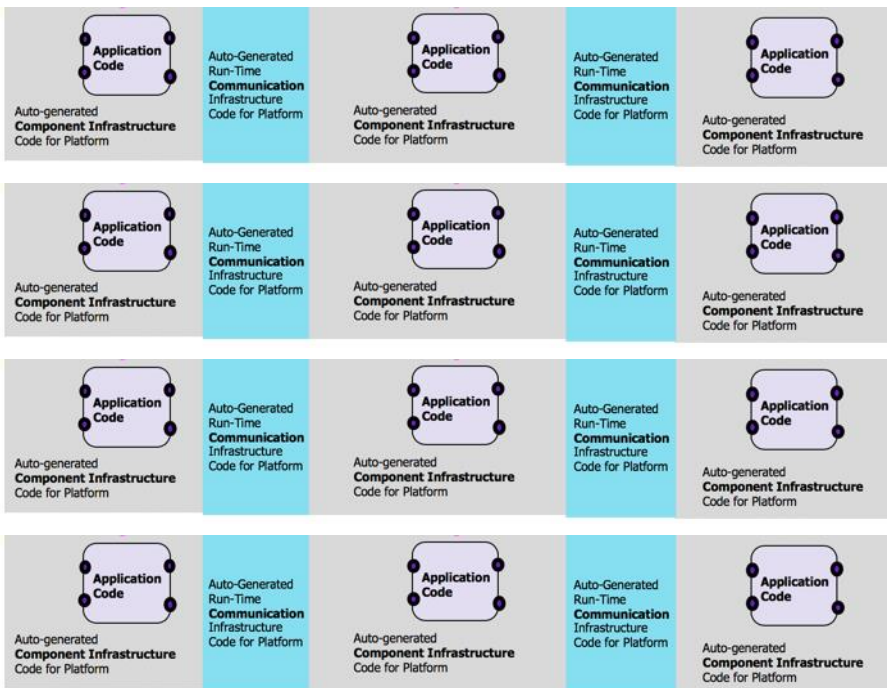 Application
Code
Auto-generated
Component Infrastructure
Code for Platform
Auto-Generated
Run-Time
Communication
Infrastructure
Code for Platform
Application
Code
Auto-generated
Component Infrastructure
Code for Platform
Auto-Generated
Run-Time
Communication
Infrastructure
Code for Platform
Application
Code
Auto-generated
Component Infrastructure
Code for Platform
Application
Code
Auto-generated
Component Infrastructure
Code for Platform
Auto-Generated
Run-Time
Communication
Infrastructure
Code for Platform
Application
Code
Auto-generated
Component Infrastructure
Code for Platform
Auto-Generated
Run-Time
Communication
Infrastructure
Code for Platform
Application
Code
Auto-generated
Component Infrastructure
Code for Platform
Application
Code
Auto-generated
Component Infrastructure
Code for Platform
Auto-Generated
Run-Time
Communication
Infrastructure
Code for Platform
Application
Code
Auto-generated
Component Infrastructure
Code for Platform
Auto-Generated
Run-Time
Communication
Infrastructure
Code for Platform
Application
Code
Auto-generated
Component Infrastructure
Code for Platform
Application
Code
Auto-generated
Component Infrastructure
Code for Platform
Auto-Generated
Run-Time
Communication
Infrastructure
Code for Platform
Application
Code
Auto-generated
Component Infrastructure
Code for Platform
Auto-Generated
Run-Time
Communication
Infrastructure
Code for Platform
Application
Code
Auto-generated
Component Infrastructure
Code for Platform